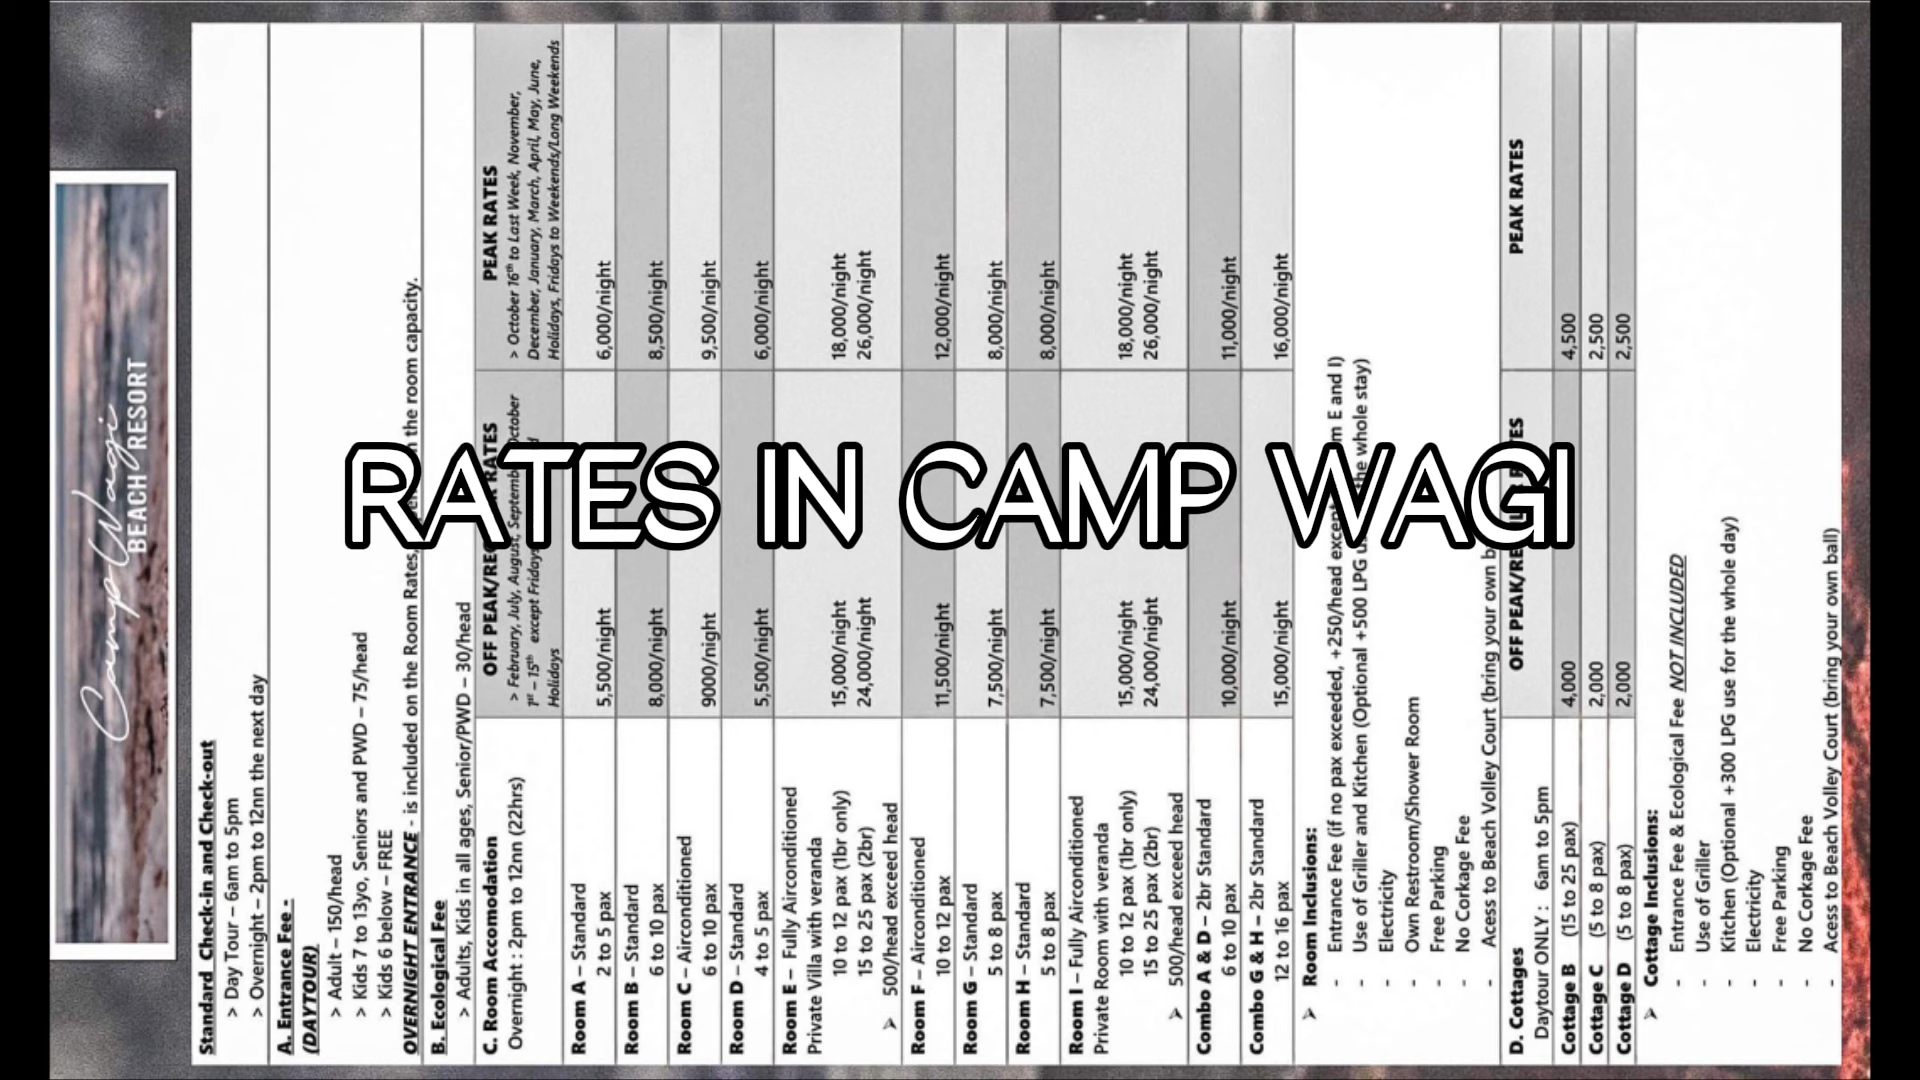 Camp Wagi
BEACH RESORT
RATES IN CAMP WAGI
Standard Check-in and Check-out
> Day Tour – 6am to 5pm
> Overnight - 2pm to 12nn the next day
A. Entrance Fee -
(DAYTOUR)
> Adult – 150/head
> Kids 7 to 13yo, Seniors and PWD – 75/head
> Kids 6 below – FREE
OVERNIGHT ENTRANCE - is included on the Room Rates, the room capacity.
B. Ecological Fee
> Adults, Kids in all ages, Senior/PWD – 30/head
C. Room Accomodation OFF PEAK/ RATES PEAK RATES
Overnight : 2pm to 12nn (22hrs) > February, July, August, October > October 16th to Last Week, November,
1st – 15th except Fridays December, January, March, April, May, June,
Holidays Holidays, Fridays to Weekends/Long Weekends
Room A – Standard
2 to 5 pax 5,500/night 6,000/night
Room B – Standard
6 to 10 pax 8,000/night 8,500/night
Room C – Airconditioned
6 to 10 pax 9000/night 9,500/night
Room D – Standard
4 to 5 pax 5,500/night 6,000/night
Room E – Fully Airconditioned
Private Villa with veranda
10 to 12 pax (1br only) 15,000/night 18,000/night
15 to 25 pax (2br) 24,000/night 26,000/night
➢ 500/head exceed head
Room F – Airconditioned
10 to 12 pax 11,500/night 12,000/night
Room G – Standard
5 to 8 pax 7,500/night 8,000/night
Room H – Standard
5 to 8 pax 7,500/night 8,000/night
Room I – Fully Airconditioned
Private Room with veranda
10 to 12 pax (1br only) 15,000/night 18,000/night
15 to 25 pax (2br) 24,000/night 26,000/night
➢ 500/head exceed head
Combo A & D – 2br Standard
6 to 10 pax 10,000/night 11,000/night
Combo G & H – 2br Standard
12 to 16 pax 15,000/night 16,000/night
➢ Room Inclusions:
- Entrance Fee (if no pax exceeded, +250/head E and I)
- Use of Griller and Kitchen (Optional +500 LPG whole stay)
- Electricity
- Own Restroom/Shower Room
- Free Parking
- No Corkage Fee
- Acess to Beach Volley Court (bring your own
D. Cottages OFF PEAK/ PEAK RATES
Daytour ONLY : 6am to 5pm
Cottage B (15 to 25 pax) 4,000 4,500
Cottage C (5 to 8 pax) 2,000 2,500
Cottage D (5 to 8 pax) 2,000 2,500
➢ Cottage Inclusions:
- Entrance Fee & Ecological Fee NOT INCLUDED
- Use of Griller
- Kitchen (Optional +300 LPG use for the whole day)
- Electricity
- Free Parking
- No Corkage Fee
- Acess to Beach Volley Court (bring your own ball)